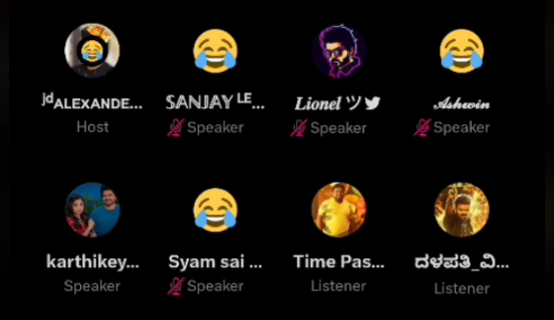 ʲᵈALEXANDE...
Host
𝕊𝔸ℕ𝕁𝔸𝕐 ᴸᴱ...
Speaker
𝑳𝒊𝒐𝒏𝒆𝒍 ツ
Speaker
𝓐𝓼𝓱𝔀𝓲𝓷
Speaker
karthikey...
Speaker
Syam sai ...
Speaker
Time Pas...
Listener
ದಳಪತಿ_ವಿ...
Listener